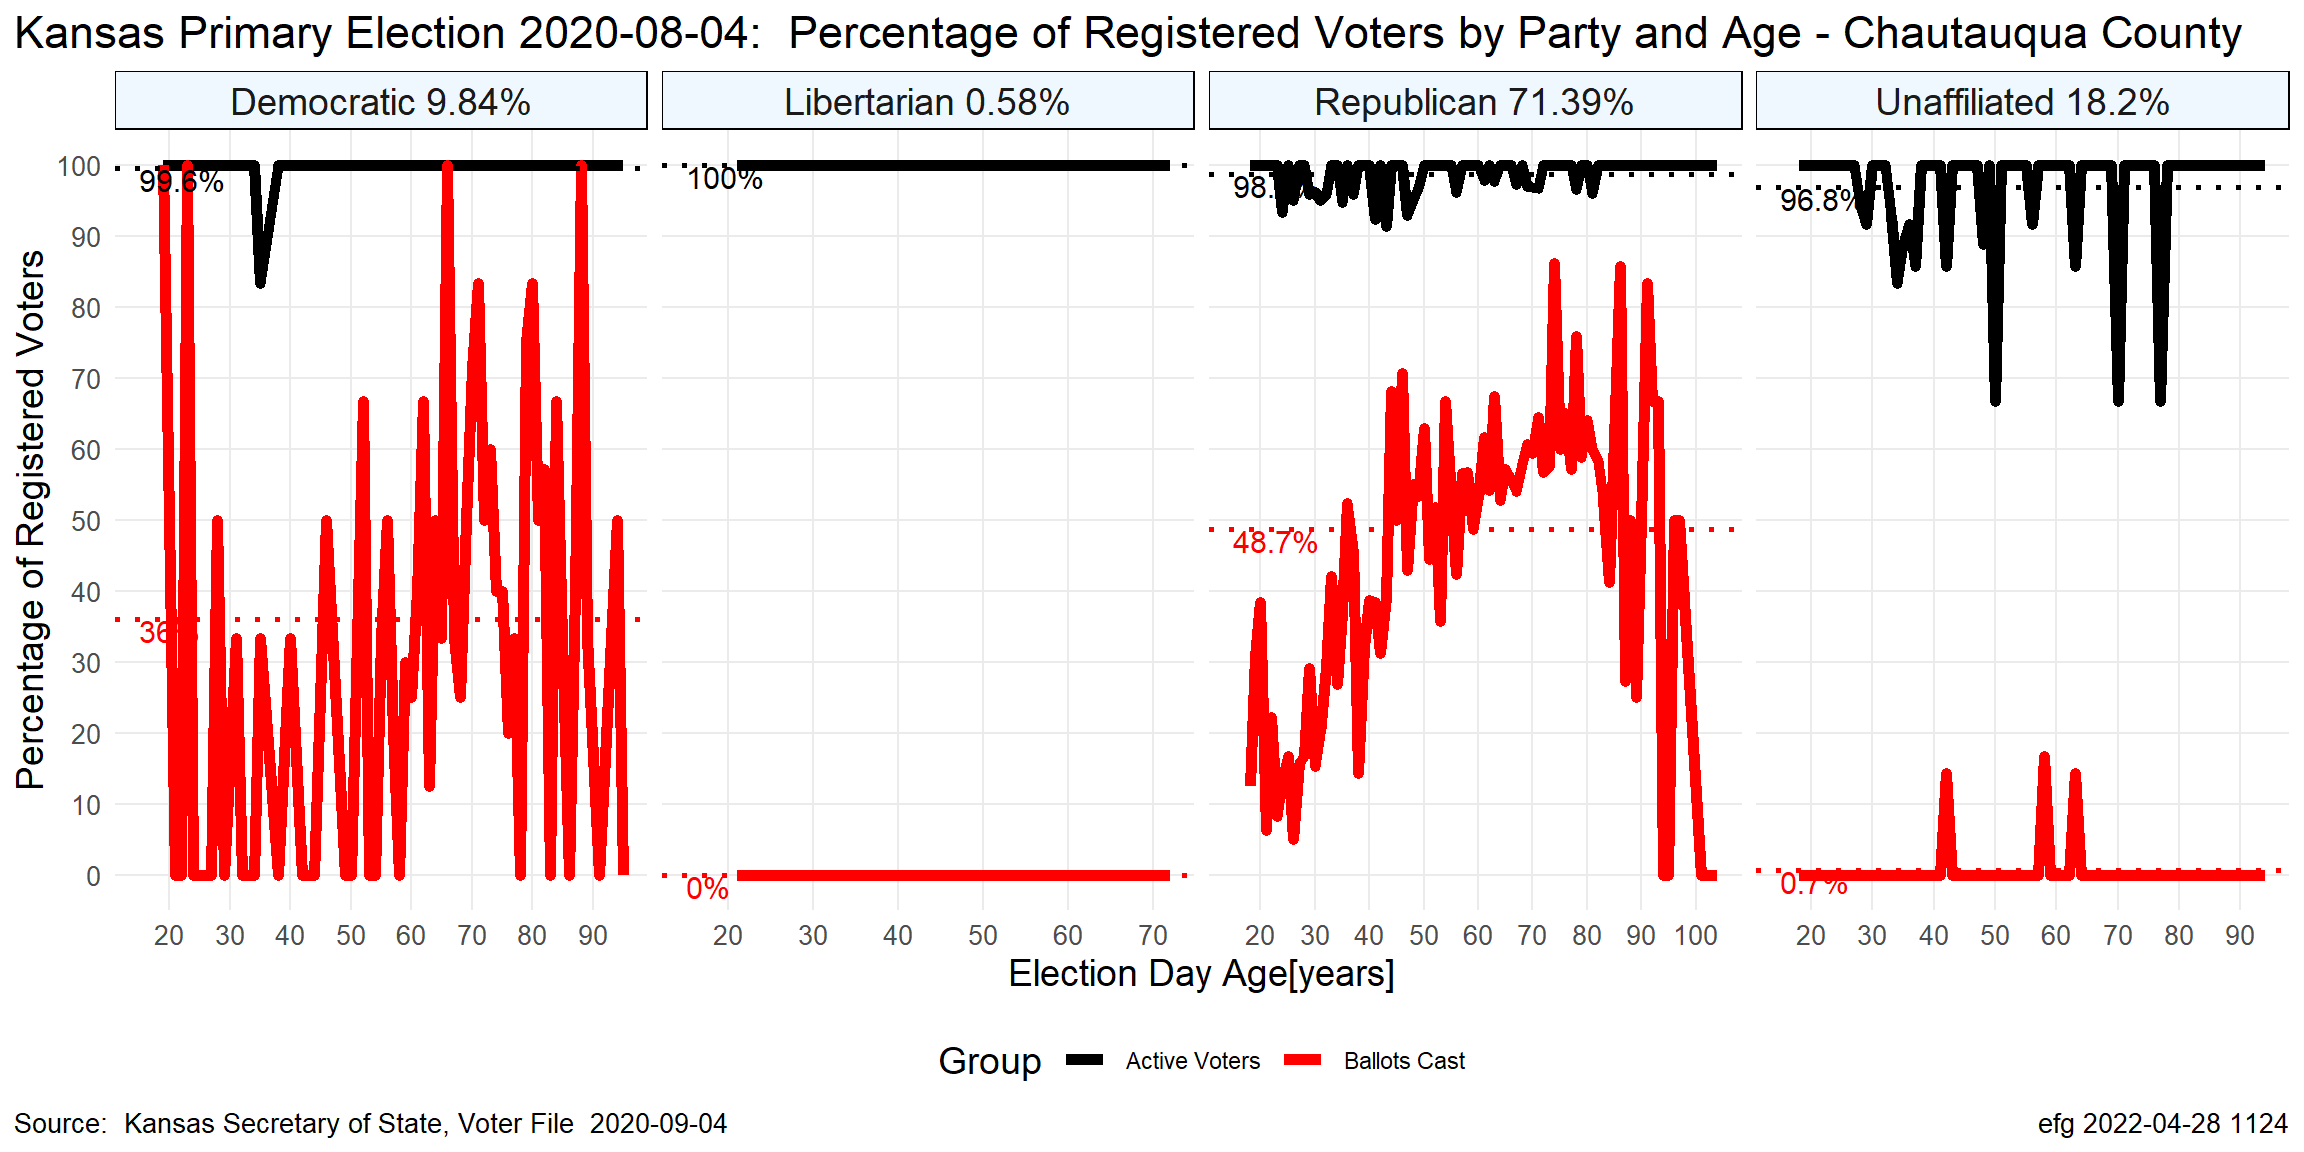 Kansas Primary Election 2020-08-04:  Percentage of Registered Voters by Party and Age - Chautauqua County
Democratic 9.84%
Libertarian 0.58%
Republican 71.39%
Unaffiliated 18.2%
Percentage of Registered Voters
100
90
80
70
60
50
40
30
20
10
0
99.6%
100%
98.
96.8%
36
0%
48.7%
0.7%
20 30 40 50 60 70 80 90
20 30 40 50 60 70
20 30 40 50 60 70 80 90 100
20 30 40 50 60 70 80 90
Election Day Age[years]
Group Active Voters Ballots Cast
Source:  Kansas Secretary of State, Voter File  2020-09-04
efg 2022-04-28 1124